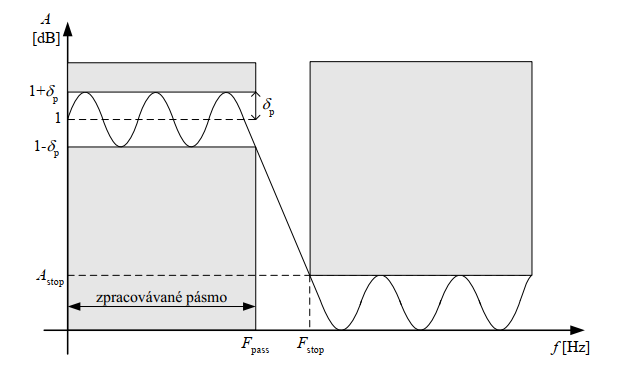 A
[dB]
1+δp
δp
1
1-δp
Astop
zpracovávané pásmo
Fpass
Fstop
f [Hz]